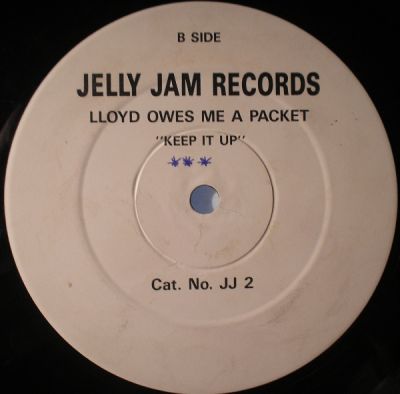 B SIDE
JELLY JAM RECORDS
LLOYD OWES ME A PACKET
"KEEP IT UP"
***
Cat. No. JJ 2